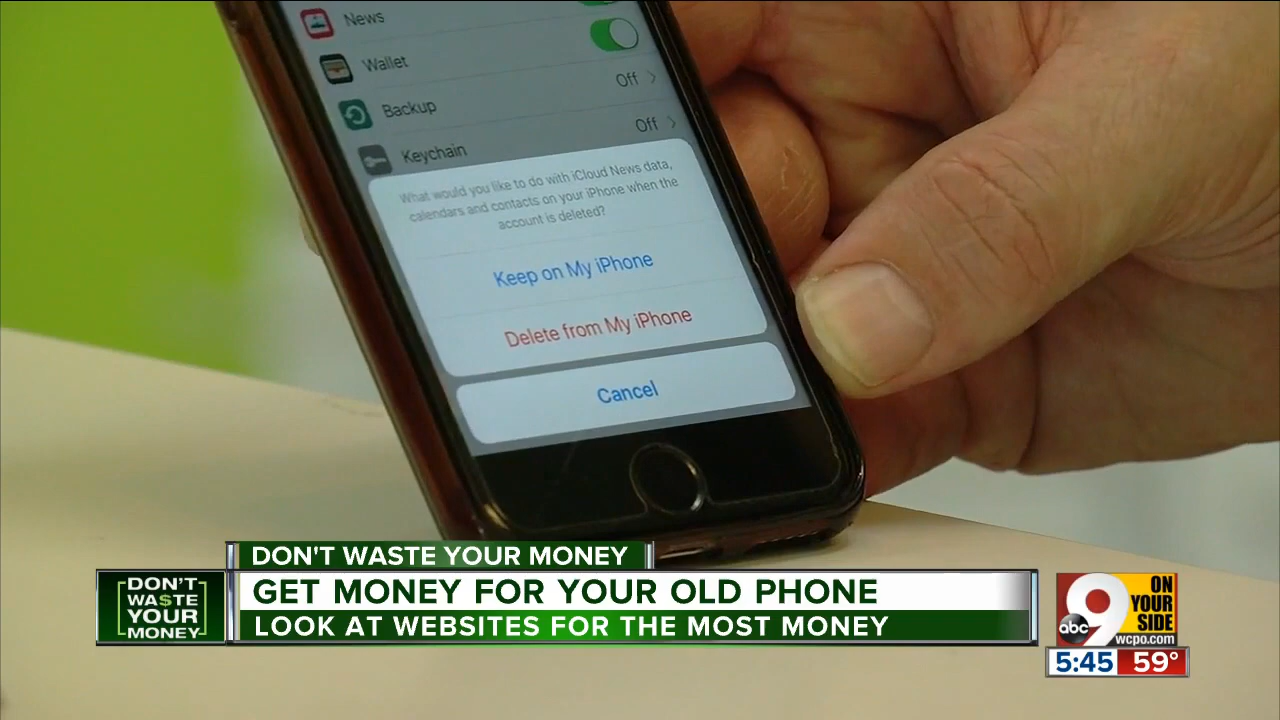 News
Wallet
Backup Off
Keychain Off
What would you like to do with iCloud News data,
calendars and contacts on your iPhone when the
account is deleted?
Keep on My iPhone
Delete from My iPhone
Cancel
DON'T WASTE YOUR MONEY
GET MONEY FOR YOUR OLD PHONE
LOOK AT WEBSITES FOR THE MOST MONEY
DON'T
WA$TE
YOUR
MONEY
9
abc
ON
YOUR
SIDE
wcpo.com
5:45 59°